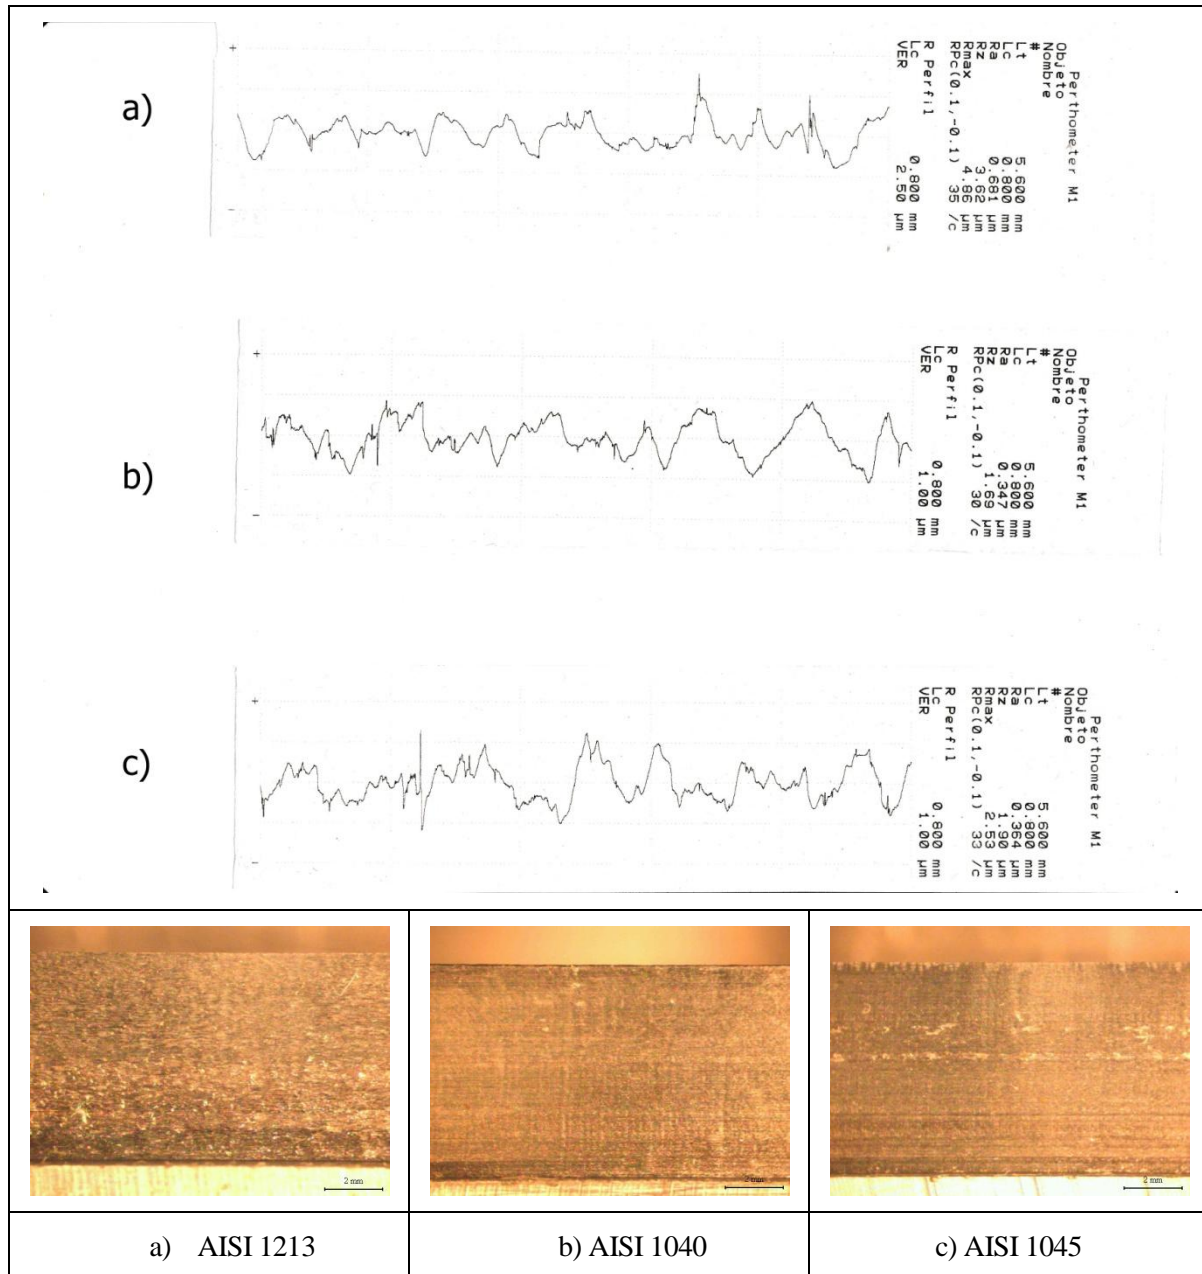 a)
+
Perthometer M1
Objeto
Nombre
#
Lt 5.600 mm
Lc 0.800 mm
Ra 0.681 µm
Rz 3.62 µm
Rmax 4.86 µm
RPc(0.1,-0.1) 35 /c
R Perfil
Lc 0.800 mm
VER 2.50 µm
b)
+
-
Perthometer M1
Objeto
Nombre
#
Lt 5.600 mm
Lc 0.800 mm
Ra 0.347 µm
Rz 1.69 µm
RPc(0.1,-0.1) 30 /c
R Perfil
Lc 0.800 mm
VER 1.00 µm
c)
+
-
Perthometer M1
Objeto
Nombre
#
Lt 5.600 mm
Lc 0.800 mm
Ra 0.364 µm
Rz 1.90 µm
Rmax 2.53 µm
RPc(0.1,-0.1) 33 /c
R Perfil
Lc 0.800 mm
VER 1.00 µm
2 mm
2 mm
2 mm
a) AISI 1213
b) AISI 1040
c) AISI 1045